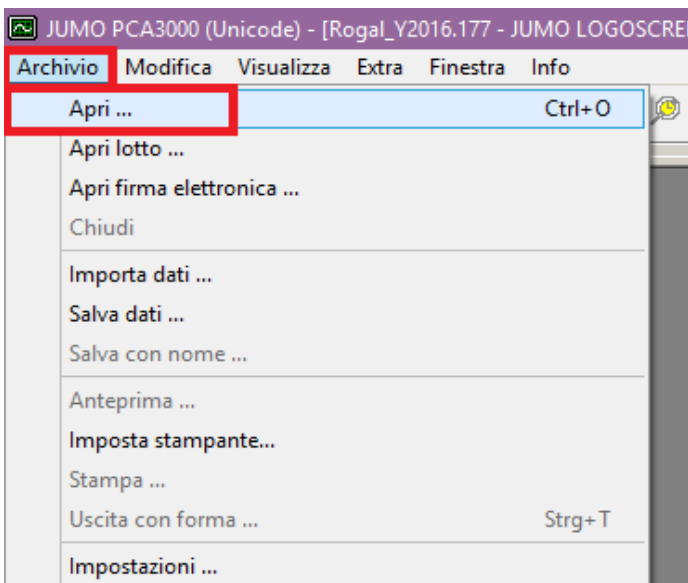 JUMO PCA3000 (Unicode) - [Rogal_Y2016.177 - JUMO LOGOSCRE
Archivio Modifica Visualizza Extra Finestra Info
Apri ... Ctrl+O
Apri lotto ...
Apri firma elettronica ...
Chiudi
Importa dati ...
Salva dati ...
Salva con nome ...
Anteprima ...
Imposta stampante...
Stampa ...
Uscita con forma ... Strg+T
Impostazioni ...